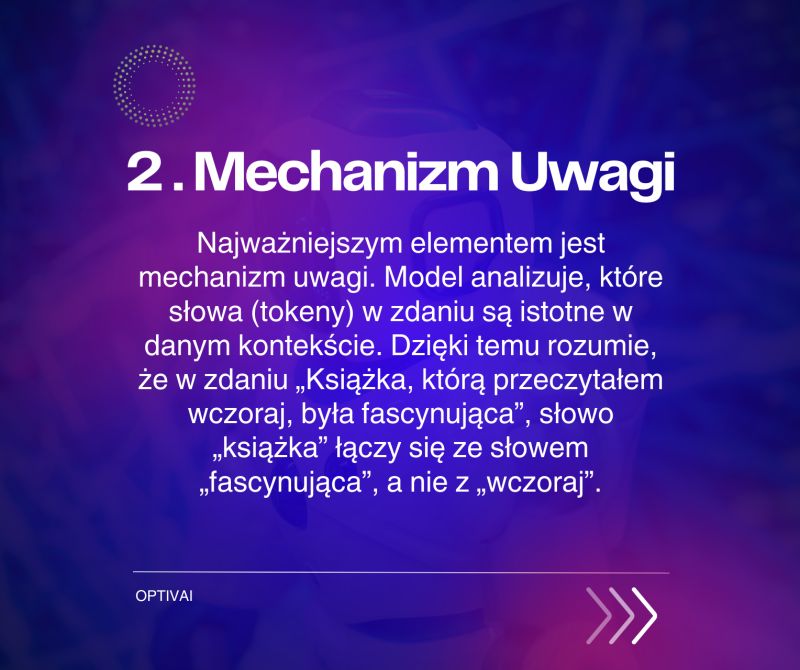 2 . Mechanizm Uwagi
Najważniejszym elementem jest
mechanizm uwagi. Model analizuje, które
słowa (tokeny) w zdaniu są istotne w
danym kontekście. Dzięki temu rozumie,
że w zdaniu „Książka, którą przeczytałem
wczoraj, była fascynująca”, słowo
„książka” łączy się ze słowem
„fascynująca”, a nie z „wczoraj”.
OPTIVAI